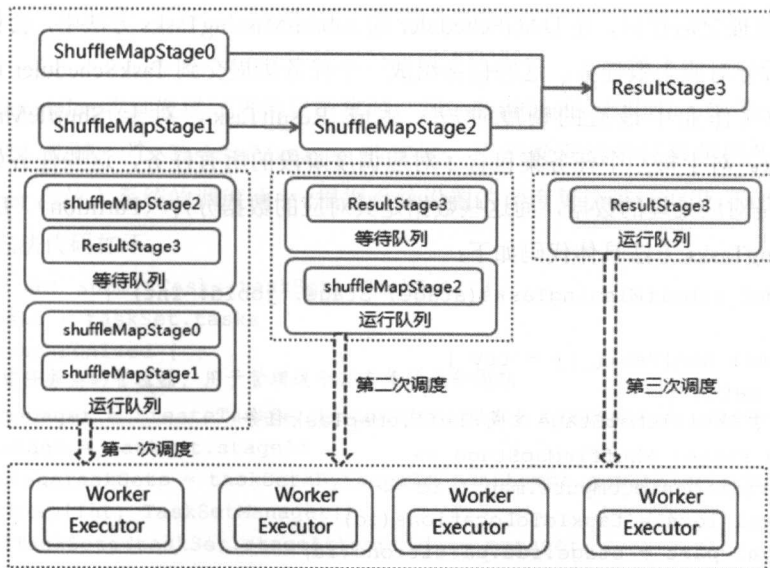 ShuffleMapStage0
ResultStage3
ShuffleMapStage1
ShuffleMapStage2
shuffleMapStage2
ResultStage3
等待队列
shuffleMapStage0
shuffleMapStage1
运行队列
第一次调度
ResultStage3
等待队列
shuffleMapStage2
运行队列
第二次调度
ResultStage3
运行队列
第三次调度
Worker
Executor
Worker
Executor
Worker
Executor
Worker
Executor